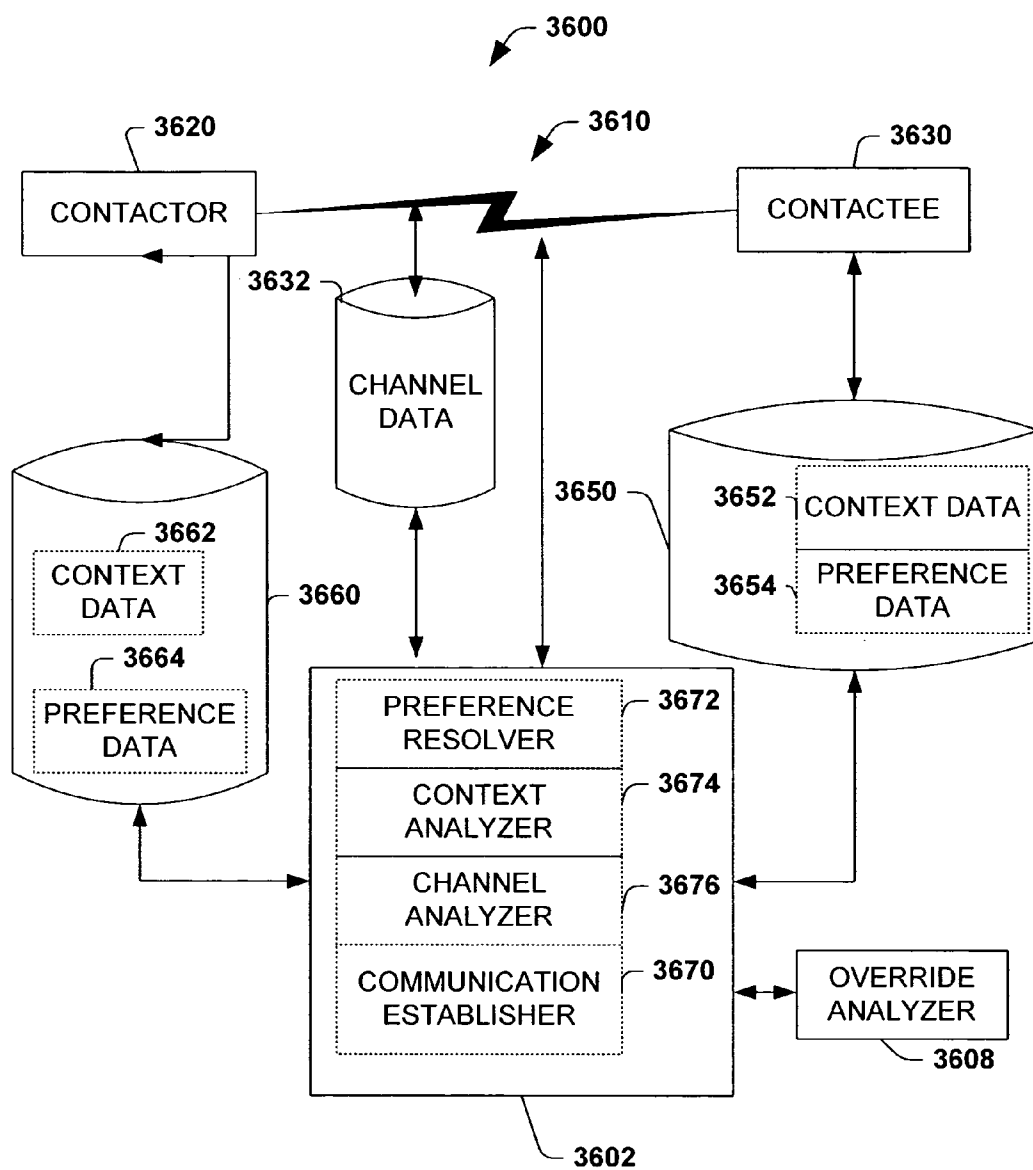 3600
3620
3610
3630
CONTACTOR
CONTACTEE
3632
CHANNEL
DATA
3650
3652
CONTEXT DATA
3654
PREFERENCE
DATA
3662
CONTEXT
DATA
3660
3664
PREFERENCE
DATA
PREFERENCE
RESOLVER
3672
CONTEXT
ANALYZER
3674
CHANNEL
ANALYZER
3676
COMMUNICATION
ESTABLISHER
3670
OVERRIDE
ANALYZER
3608
3602